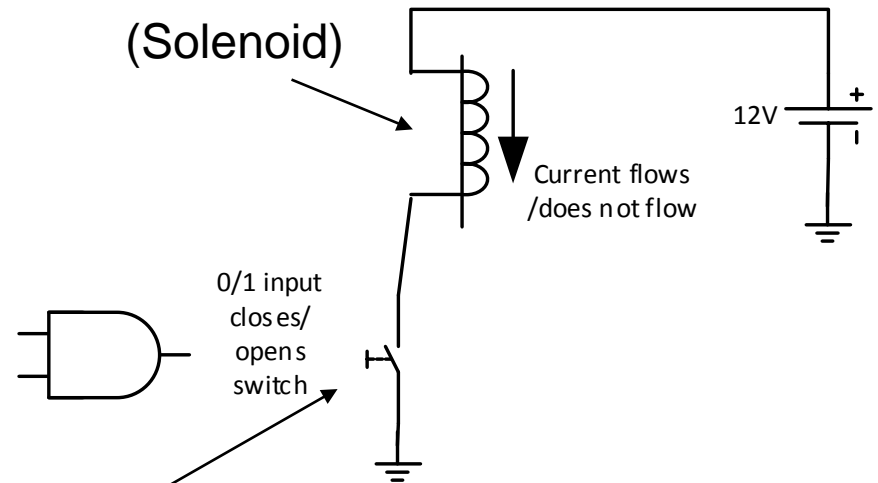 (Solenoid)
12V
+
Current flows
/does not flow
0/1 input
closes/
opens
switch